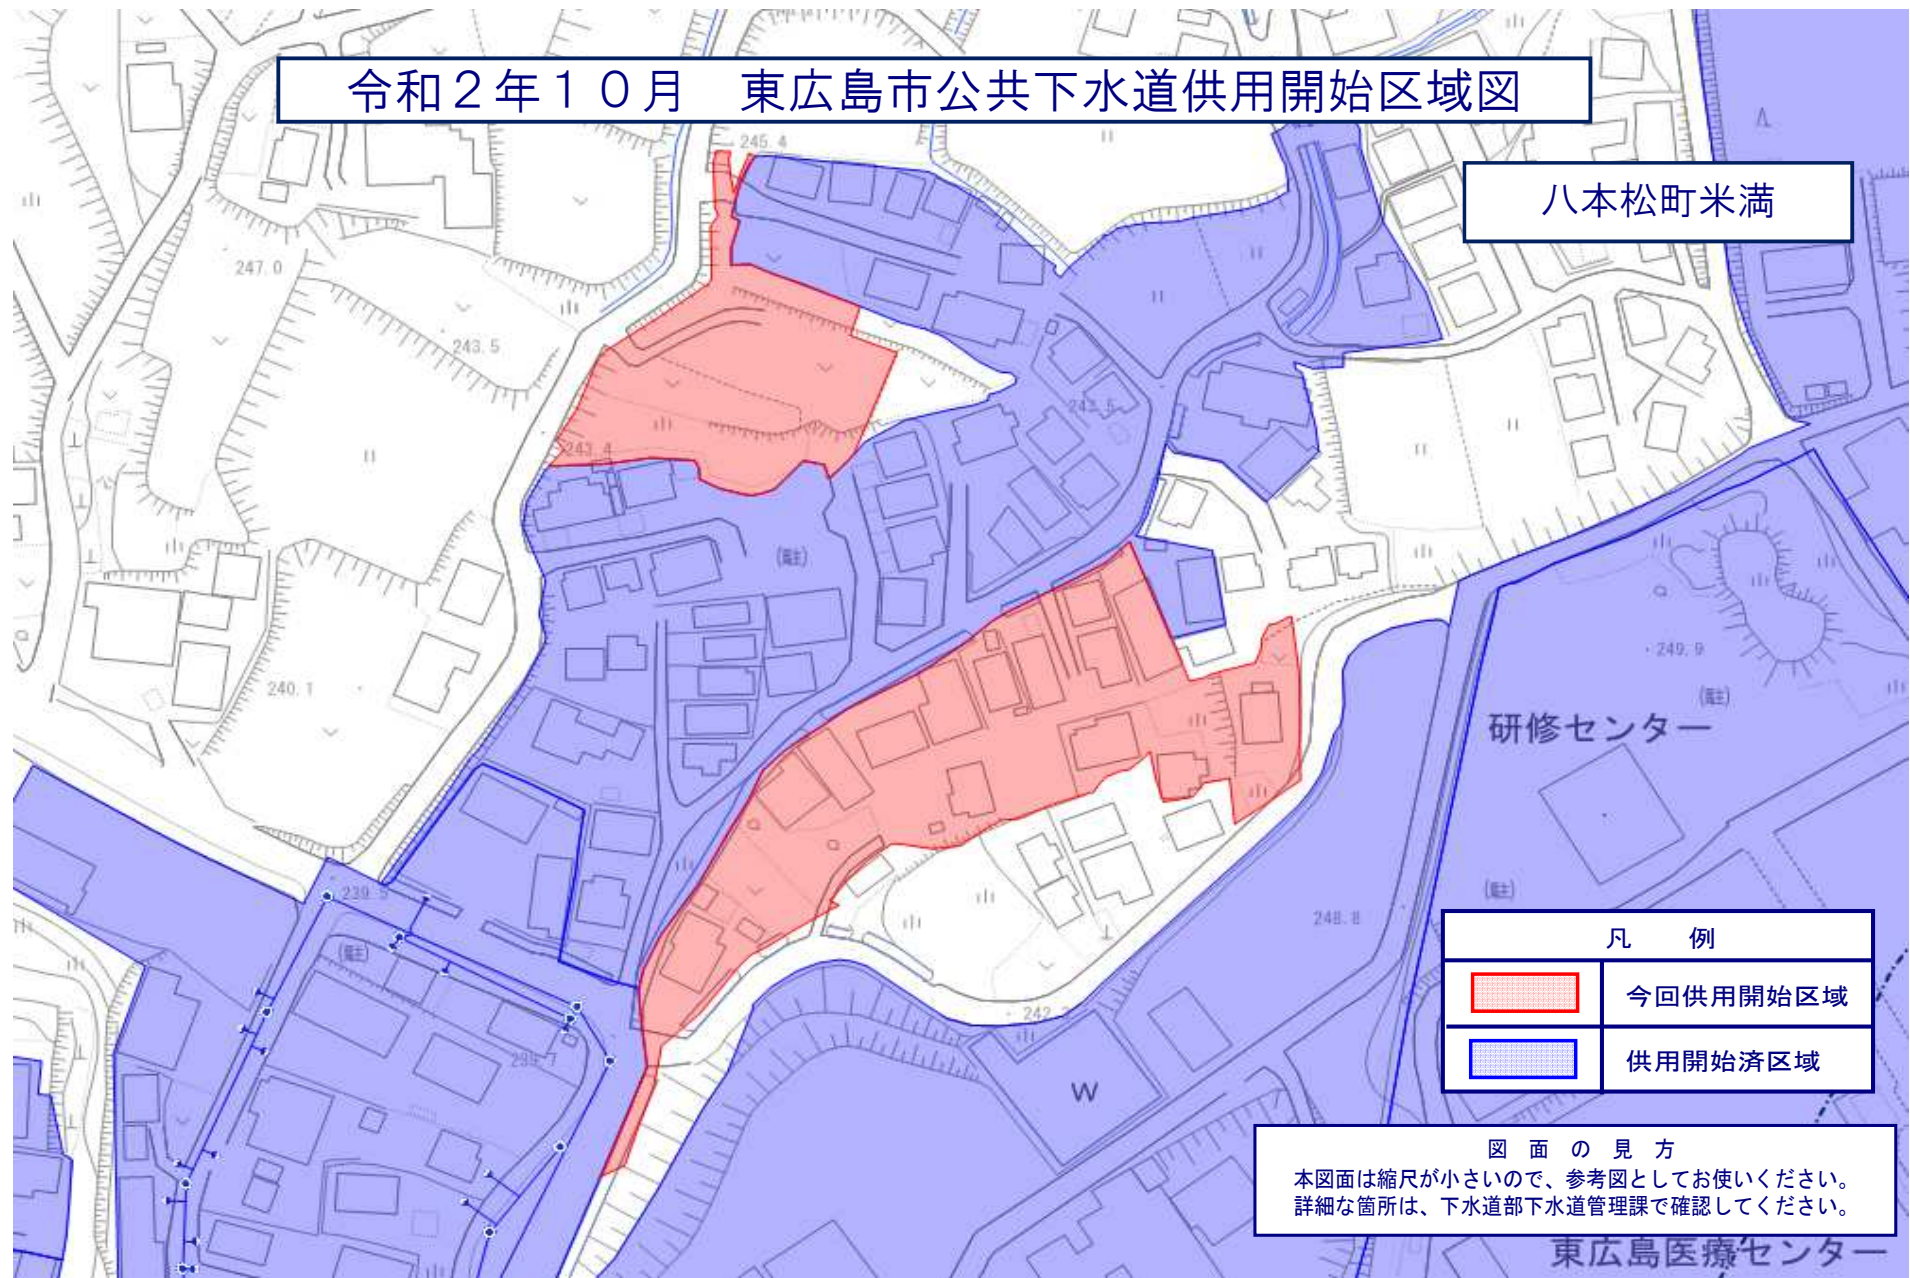 令和２年１０月　東広島市公共下水道供用開始区域図
八本松町米満
245.4
247.0
243.5
243.5
243.4
240.1
249.9
研修センター
239.5
248.8
242.2
239.7
W
凡　例
今回供用開始区域
供用開始済区域
図　面　の　見　方
本図面は縮尺が小さいので、参考図としてお使いください。
詳細な箇所は、下水道部下水道管理課で確認してください。
東広島医療センター